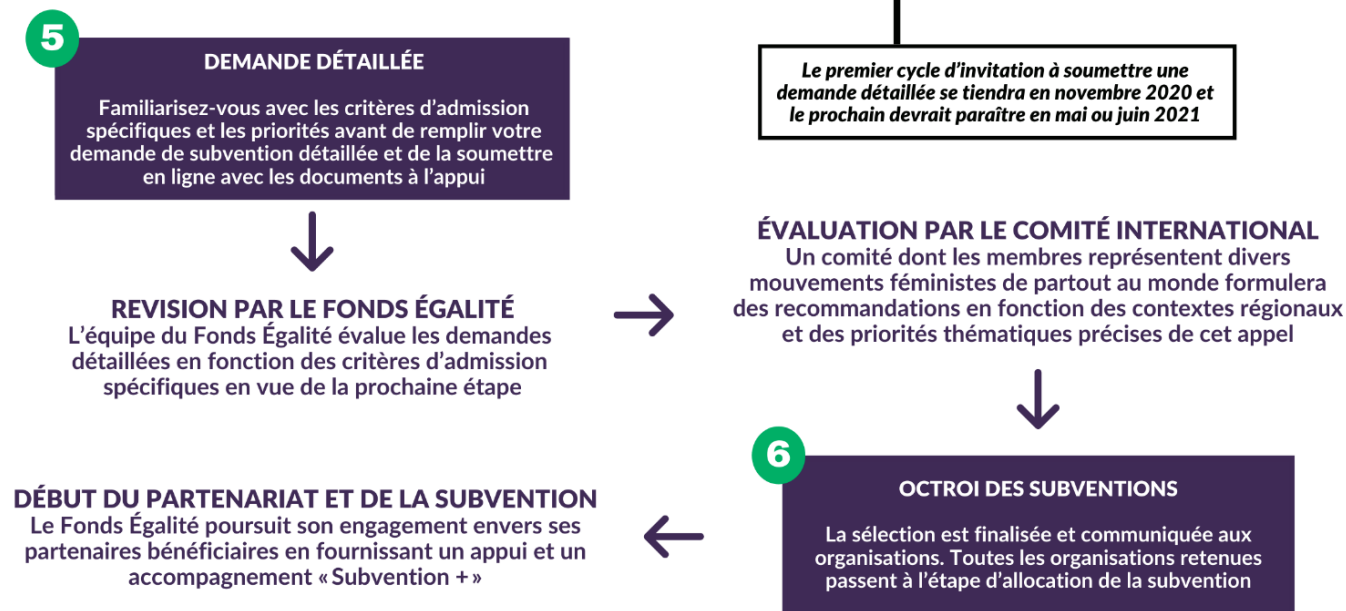 5
DEMANDE DÉTAILLÉE
Familiarisez-vous avec les critères d’admission
spécifiques et les priorités avant de remplir votre
demande de subvention détaillée et de la soumettre
en ligne avec les documents à l’appui
Le premier cycle d’invitation à soumettre une
demande détaillée se tiendra en novembre 2020 et
le prochain devrait paraître en mai ou juin 2021
REVISION PAR LE FONDS ÉGALITÉ
L’équipe du Fonds Égalité évalue les demandes
détaillées en fonction des critères d’admission
spécifiques en vue de la prochaine étape
ÉVALUATION PAR LE COMITÉ INTERNATIONAL
Un comité dont les membres représentent divers
mouvements féministes de partout au monde formulera
des recommandations en fonction des contextes régionaux
et des priorités thématiques précises de cet appel
6
OCTROI DES SUBVENTIONS
La sélection est finalisée et communiquée aux
organisations. Toutes les organisations retenues
passent à l’étape d’allocation de la subvention
DÉBUT DU PARTENARIAT ET DE LA SUBVENTION
Le Fonds Égalité poursuit son engagement envers ses
partenaires bénéficiaires en fournissant un appui et un
accompagnement « Subvention + »